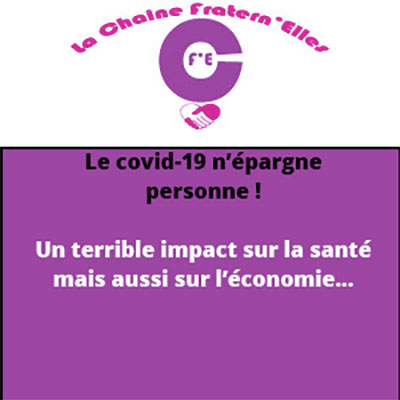 La Chaine Fratern'Elles
F°E
Le covid-19 n'épargne
personne !
Un terrible impact sur la santé
mais aussi sur l'économie...